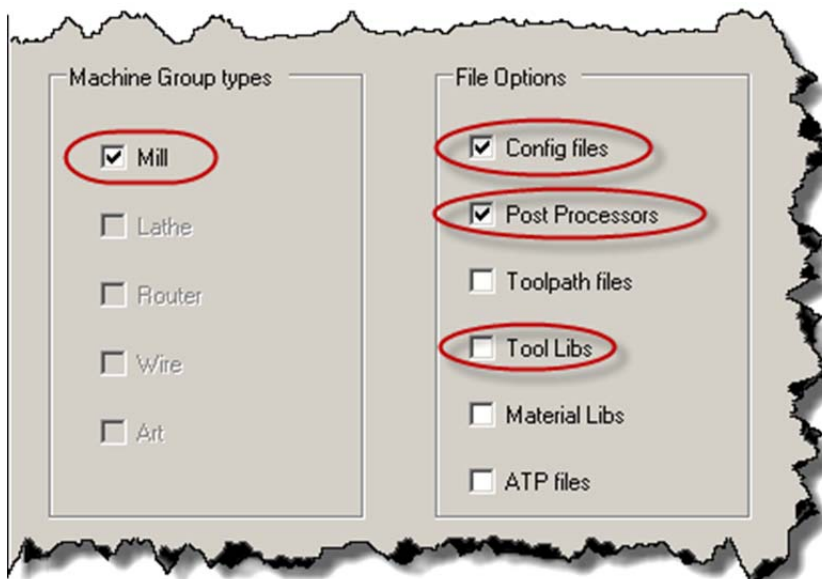 Machine Group types
Mill
Lathe
Router
Wire
Art
File Options
Config files
Post Processors
Toolpath files
Tool Libs
Material Libs
ATP files